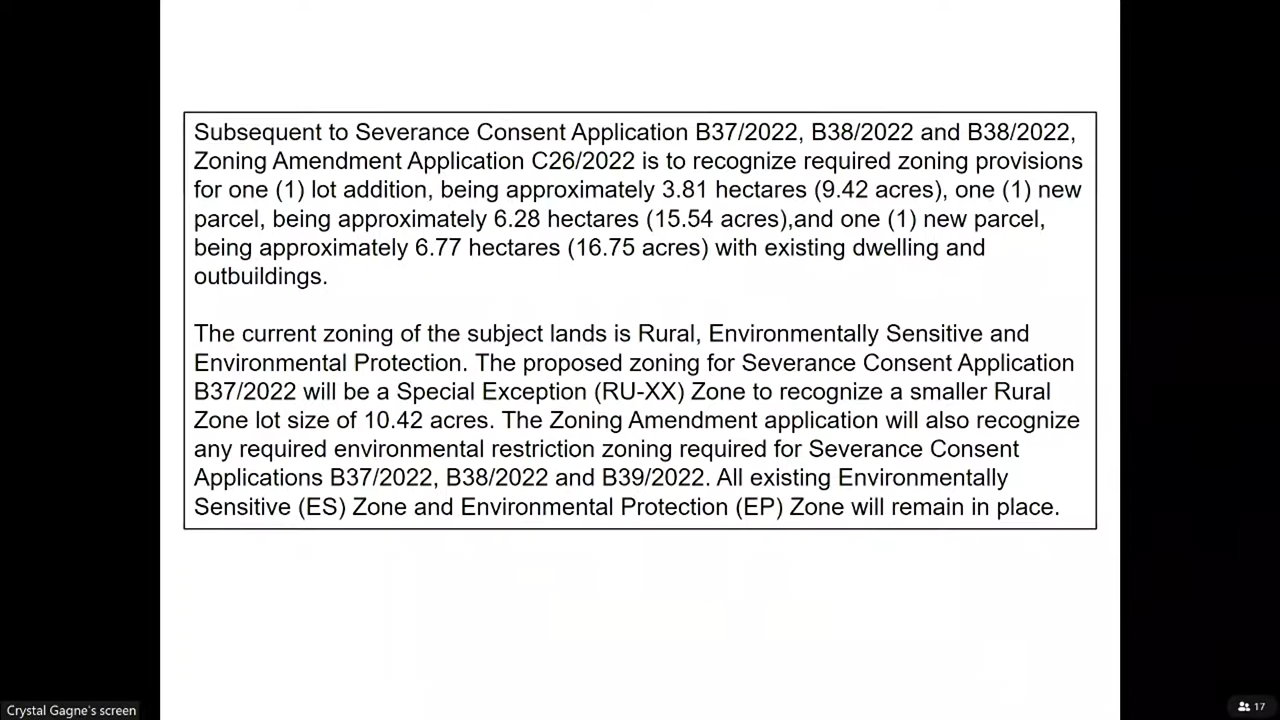 Subsequent to Severance Consent Application B37/2022, B38/2022 and B38/2022,
Zoning Amendment Application C26/2022 is to recognize required zoning provisions
for one (1) lot addition, being approximately 3.81 hectares (9.42 acres), one (1) new
parcel, being approximately 6.28 hectares (15.54 acres),and one (1) new parcel,
being approximately 6.77 hectares (16.75 acres) with existing dwelling and
outbuildings.
The current zoning of the subject lands is Rural, Environmentally Sensitive and
Environmental Protection. The proposed zoning for Severance Consent Application
B37/2022 will be a Special Exception (RU-XX) Zone to recognize a smaller Rural
Zone lot size of 10.42 acres. The Zoning Amendment application will also recognize
any required environmental restriction zoning required for Severance Consent
Applications B37/2022, B38/2022 and B39/2022. All existing Environmentally
Sensitive (ES) Zone and Environmental Protection (EP) Zone will remain in place.
Crystal Gagne's screen
17